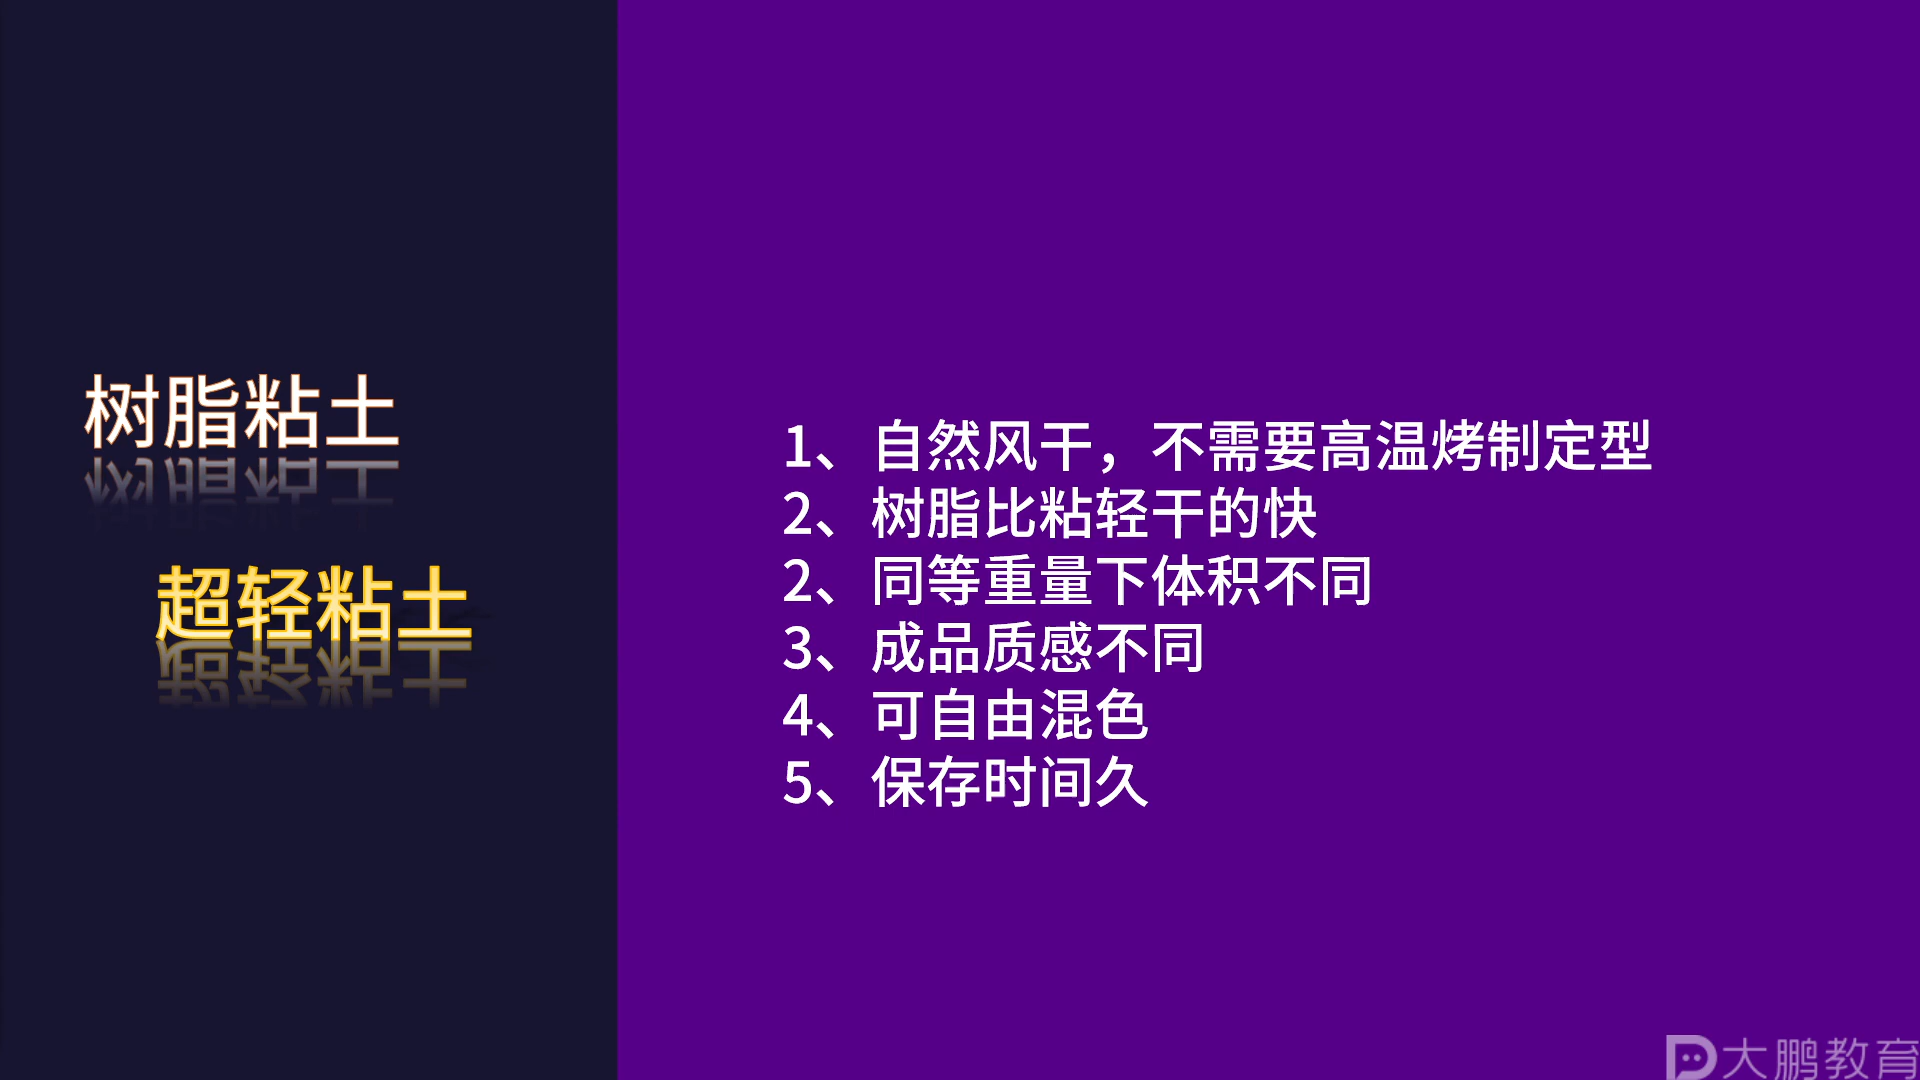 树脂粘土
超轻粘土
1、自然风干，不需要高温烤制定型
2、树脂比粘轻干的快
2、同等重量下体积不同
3、成品质感不同
4、可自由混色
5、保存时间久
大鹏教育